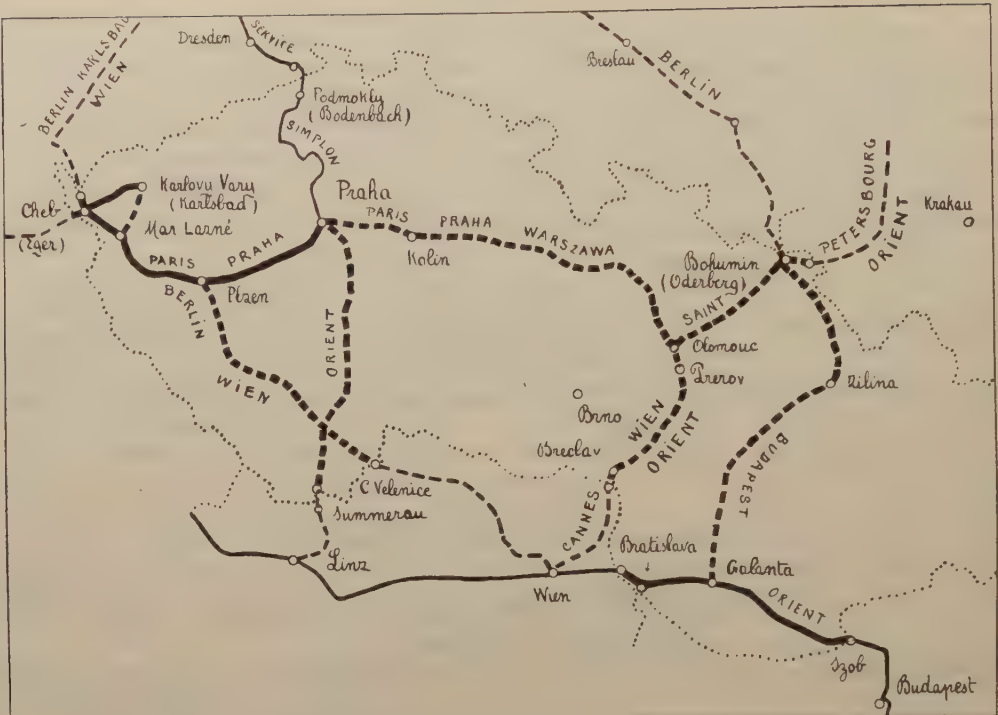 BERLIN KARLSBAD
WIEN
Dresden
SERVICE
Podmokly
(Bodenbach)
SIMPLON
Breslau
BERLIN
Karlovy Vary
(Karlsbad)
Cheb
(Eger)
Mar Lazné
PARIS PRAHA
BERLIN
Plzen
WIEN
Praha
PARIS PRAHA WARSZAWA
Kolin
ORIENT
Bohumin
(Oderberg)
PETERSBOURG
ORIENT
Krakau
SAINT
Olomouc
Prerov
Zilina
Brno
Breclav
WIEN
ORIENT
BUDAPEST
C Velenice
Summerau
Linz
CANNES
Wien
Bratislava
Galanta
ORIENT
Szob
Budapest